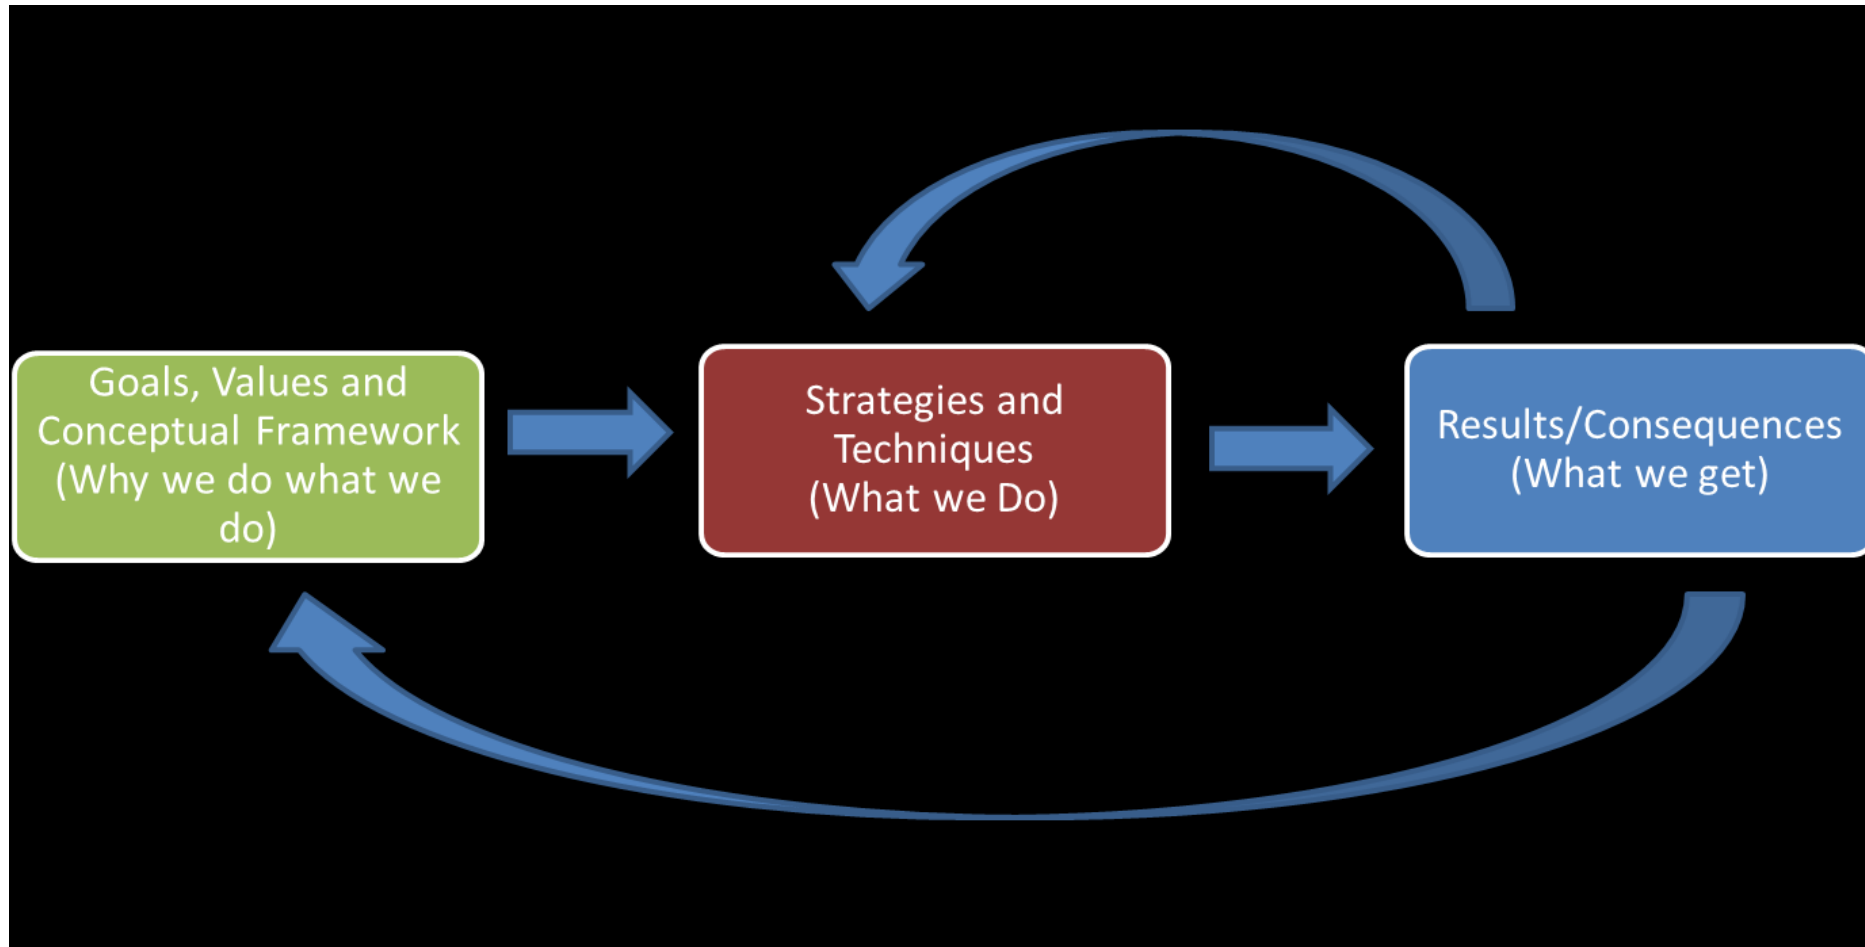 Goals, Values and
Conceptual Framework
(Why we do what we
do)
Strategies and
Techniques
(What we Do)
Results/Consequences
(What we get)